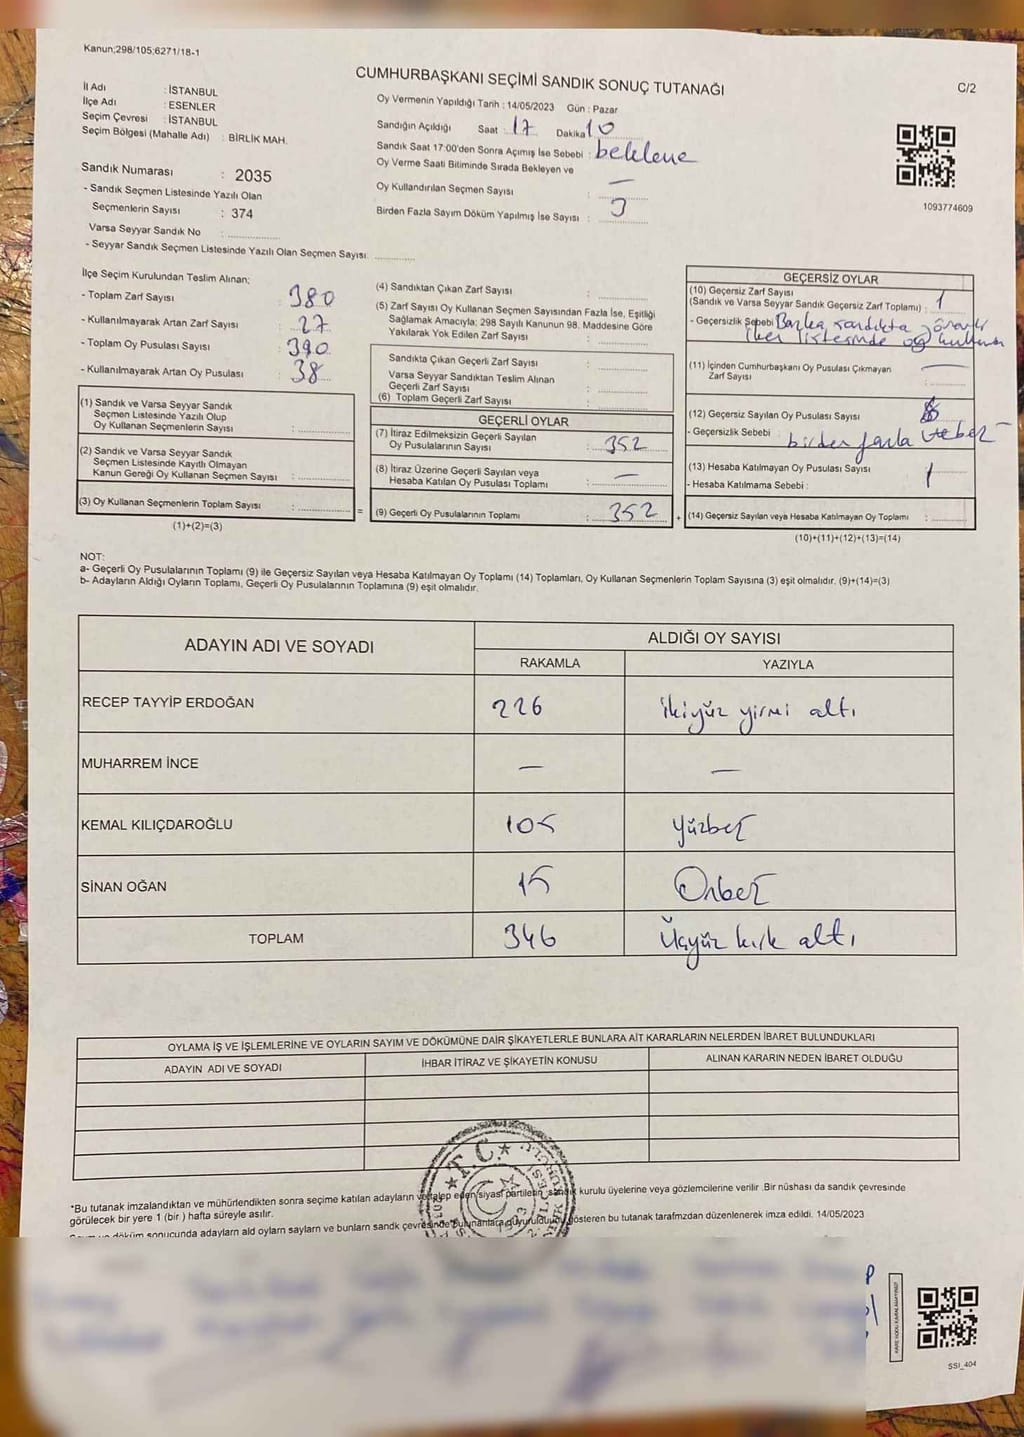 Kanun;298/105;6271/18-1
CUMHURBAŞKANI SEÇİMİ SANDIK SONUÇ TUTANAĞI
C/2
İl Adı : İSTANBUL
İlçe Adı : ESENLER
Seçim Çevresi : İSTANBUL
Seçim Bölgesi (Mahalle Adı) : BİRLİK MAH.
Sandık Numarası : 2035
- Sandık Seçmen Listesinde Yazılı Olan
Seçmenlerin Sayısı : 374
Varsa Seyyar Sandık No :
- Seyyar Sandık Seçmen Listesinde Yazılı Olan Seçmen Sayısı
Oy Vermenin Yapıldığı Tarih : 14/05/2023 Gün : Pazar
Sandığın Açıldığı Saat : 17 Dakika 10
Sandık Saat 17:00'den Sonra Açımış İse Sebebi : bekleme
Oy Verme Saati Bitiminde Sırada Bekleyen ve
Oy Kullandırılan Seçmen Sayısı : —
Birden Fazla Sayım Döküm Yapılmış İse Sayısı :
1093774609
İlçe Seçim Kurulundan Teslim Alınan;
- Toplam Zarf Sayısı : 380
- Kullanılmayarak Artan Zarf Sayısı : 27
- Toplam Oy Pusulası Sayısı : 390
- Kullanılmayarak Artan Oy Pusulası : 38
(1) Sandık ve Varsa Seyyar Sandık
Seçmen Listesinde Yazılı Olup
Oy Kullanan Seçmenlerin Sayısı :
(2) Sandık ve Varsa Seyyar Sandık
Seçmen Listesinde Kayıtlı Olmayan
Kanun Gereği Oy Kullanan Seçmen Sayısı :
(3) Oy Kullanan Seçmenlerin Toplam Sayısı :
(1)+(2)=(3)
=
(4) Sandıktan Çıkan Zarf Sayısı :
(5) Zarf Sayısı Oy Kullanan Seçmen Sayısından Fazla İse, Eşitliği
Sağlamak Amacıyla; 298 Sayılı Kanunun 98. Maddesine Göre
Yakılarak Yok Edilen Zarf Sayısı :
Sandıkta Çıkan Geçerli Zarf Sayısı :
Varsa Seyyar Sandıktan Teslim Alınan
Geçerli Zarf Sayısı :
(6) Toplam Geçerli Zarf Sayısı :
GEÇERLİ OYLAR
(7) İtiraz Edilmeksizin Geçerli Sayılan
Oy Pusulalarının Sayısı : 352
(8) İtiraz Üzerine Geçerli Sayılan veya
Hesaba Katılan Oy Pusulası Toplamı : —
(9) Geçerli Oy Pusulalarının Toplamı : 352
+
GEÇERSİZ OYLAR
(10) Geçersiz Zarf Sayısı
(Sandık ve Varsa Seyyar Sandık Geçersiz Zarf Toplamı) : 1
- Geçersizlik Sebebi Başka sandıkta
listesinde oy
(11) İçinden Cumhurbaşkanı Oy Pusulası Çıkmayan
Zarf Sayısı : —
(12) Geçersiz Sayılan Oy Pusulası Sayısı :
- Geçersizlik Sebebi : birden fazla
(13) Hesaba Katılmayan Oy Pusulası Sayısı : 1
- Hesaba Katılmama Sebebi :
(14) Geçersiz Sayılan veya Hesaba Katılmayan Oy Toplamı :
(10)+(11)+(12)+(13)=(14)
NOT:
a- Geçerli Oy Pusulalarının Toplamı (9) ile Geçersiz Sayılan veya Hesaba Katılmayan Oy Toplamı (14) Toplamları, Oy Kullanan Seçmenlerin Toplam Sayısına (3) eşit olmalıdır. (9)+(14)=(3)
b- Adayların Aldığı Oyların Toplamı, Geçerli Oy Pusulalarının Toplamına (9) eşit olmalıdır.
ADAYIN ADI VE SOYADI ALDIĞI OY SAYISI
RAKAMLA YAZIYLA
RECEP TAYYİP ERDOĞAN 226 ikiyüz yirmi altı
MUHARREM İNCE — —
KEMAL KILIÇDAROĞLU 105 Yüzbeş
SİNAN OĞAN 15 Onbeş
TOPLAM 346 Üçyüz kırk altı
OYLAMA İŞ VE İŞLEMLERİNE VE OYLARIN SAYIM VE DÖKÜMÜNE DAİR ŞİKAYETLERLE BUNLARA AİT KARARLARIN NELERDEN İBARET BULUNDUKLARI
ADAYIN ADI VE SOYADI İHBAR İTİRAZ VE ŞİKAYETİN KONUSU ALINAN KARARIN NEDEN İBARET OLDUĞU
T.C.
*Bu tutanak imzalandıktan ve mühürlendikten sonra seçime katılan adayların ve talep eden siyasi partilerin sandık kurulu üyelerine veya gözlemcilerine verilir .Bir nüshası da sandık çevresinde
görülecek bir yere 1 (bir ) hafta süreyle asılır.
döküm sonucunda adayların ald oyların sayların ve bunların sandık çevresinde bulunanlara duyurulduğu gösteren bu tutanak tarafmzdan düzenlenerek imza edildi. 14/05/2023
SSI_404